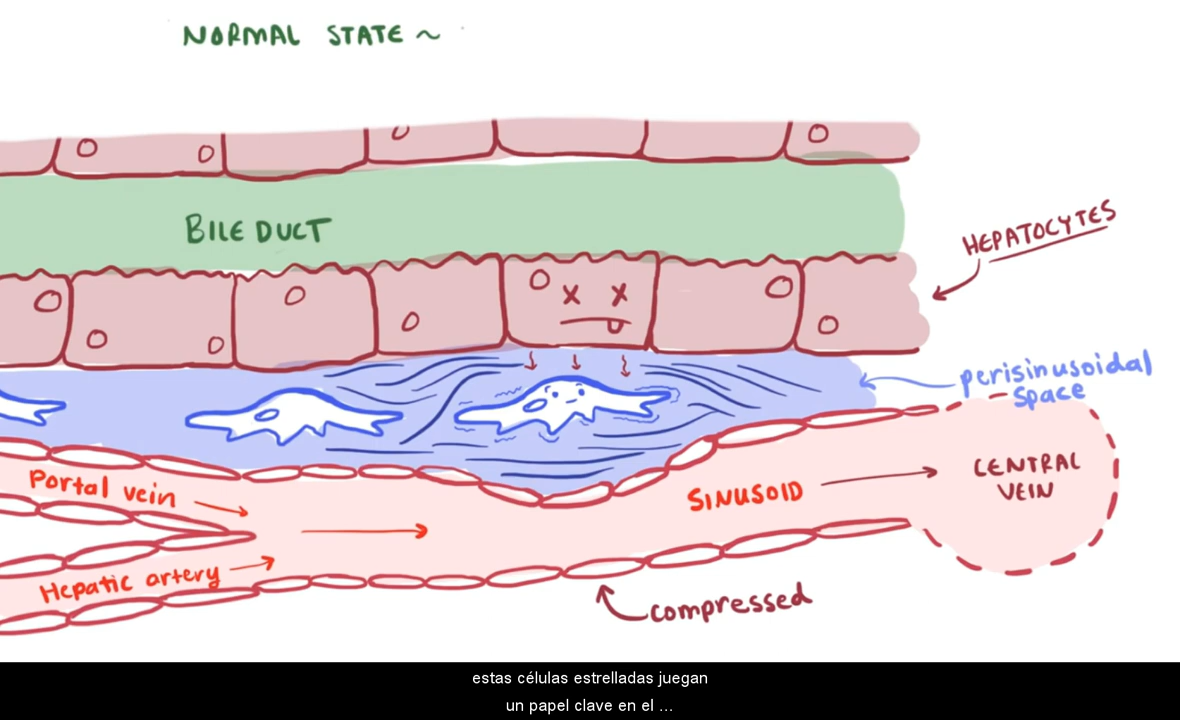 NORMAL STATE ~
BILE DUCT
HEPATOCYTES
x x
perisinusoidal
space
Portal vein
SINUSOID
CENTRAL
VEIN
Hepatic artery
compressed
estas células estrelladas juegan
un papel clave en el ...